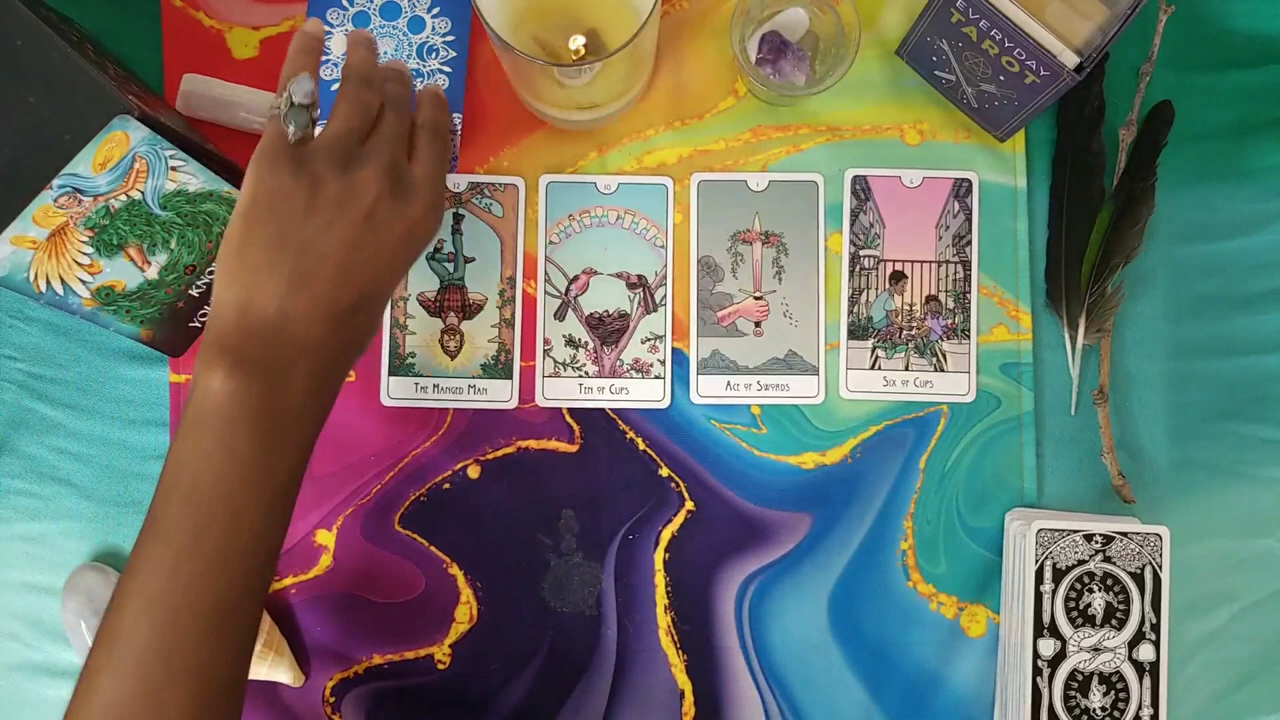 EVERYDAY
TAROT
12
10
1
6
THE HANGED MAN
TEN OF CUPS
ACE OF SWORDS
SIX OF CUPS